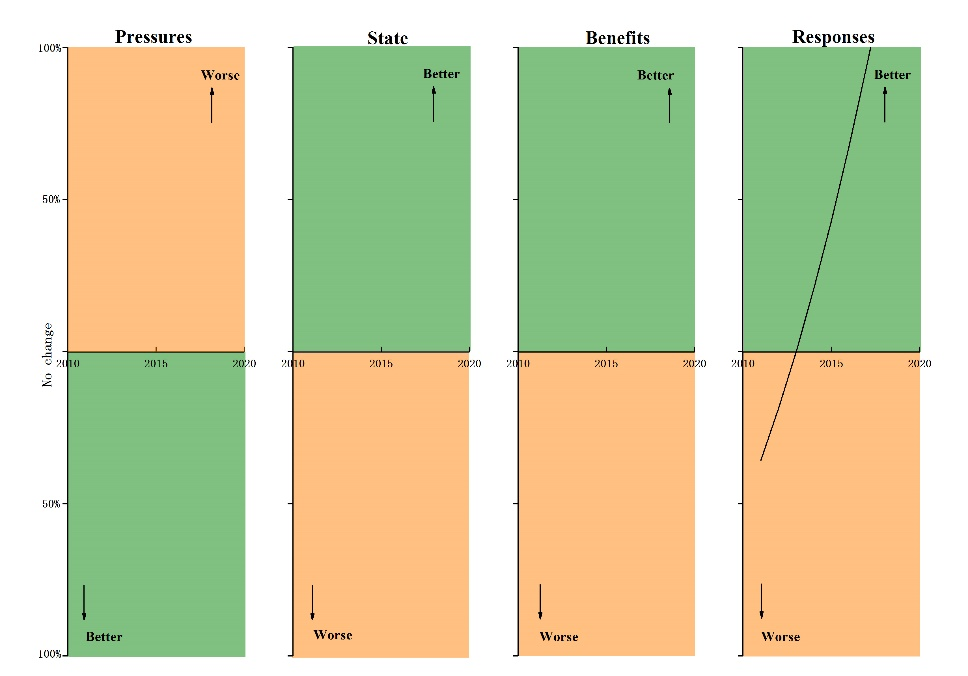 Pressures State Benefits Responses
100%
Worse Better Better Better
50%
No change
2010 2015 2020 2010 2015 2020 2010 2015 2020 2010 2015 2020
50%
Better Worse Worse Worse
100%